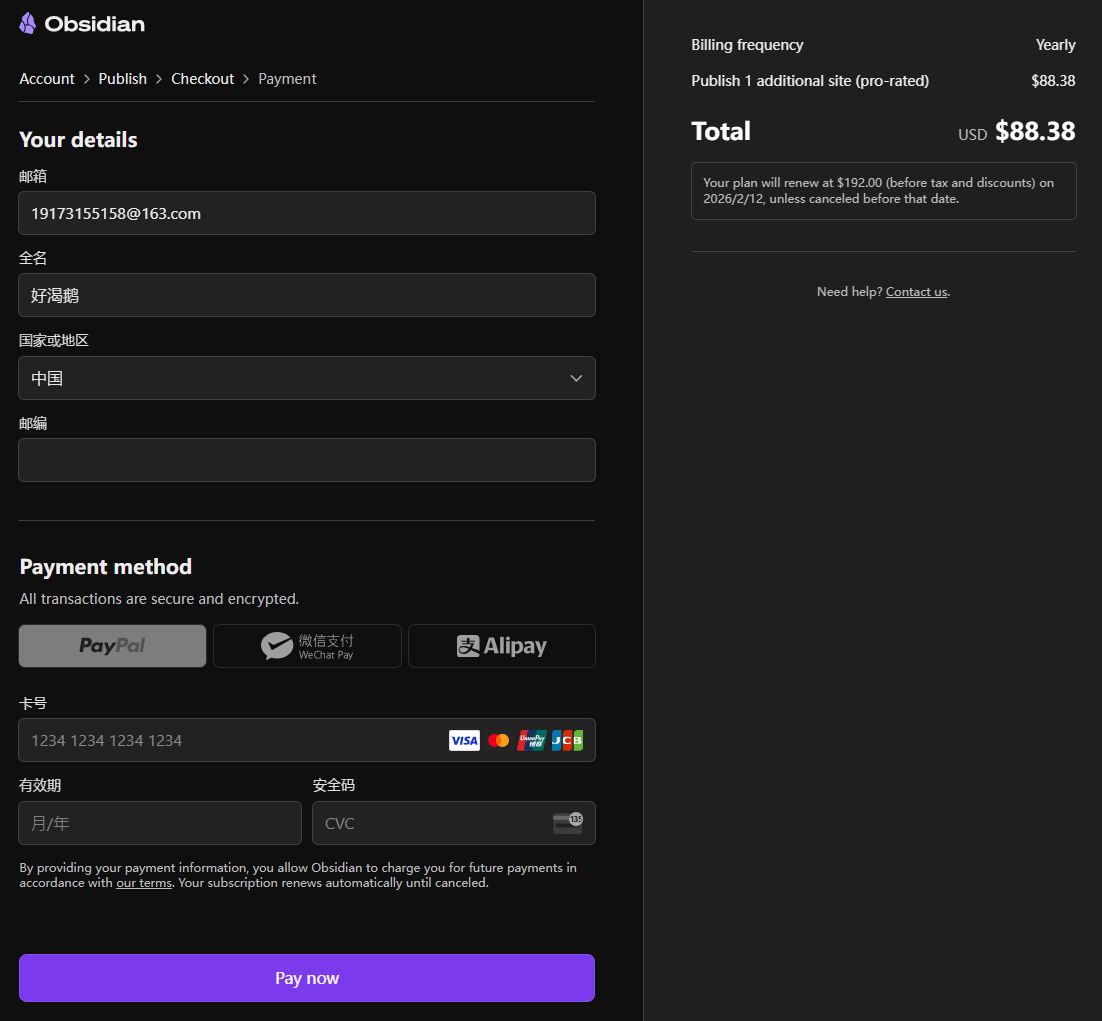 Obsidian
Account > Publish > Checkout > Payment
Your details
邮箱
19173155158@163.com
全名
好渴鹅
国家或地区
中国
邮编
Payment method
All transactions are secure and encrypted.
PayPal
微信支付
WeChat Pay
支 Alipay
卡号
1234 1234 1234 1234 VISA UnionPay 银联 JCB
有效期 安全码
月/年 CVC 135
By providing your payment information, you allow Obsidian to charge you for future payments in
accordance with our terms. Your subscription renews automatically until canceled.
Pay now
Billing frequency Yearly
Publish 1 additional site (pro-rated) $88.38
Total USD $88.38
Your plan will renew at $192.00 (before tax and discounts) on
2026/2/12, unless canceled before that date.
Need help? Contact us.